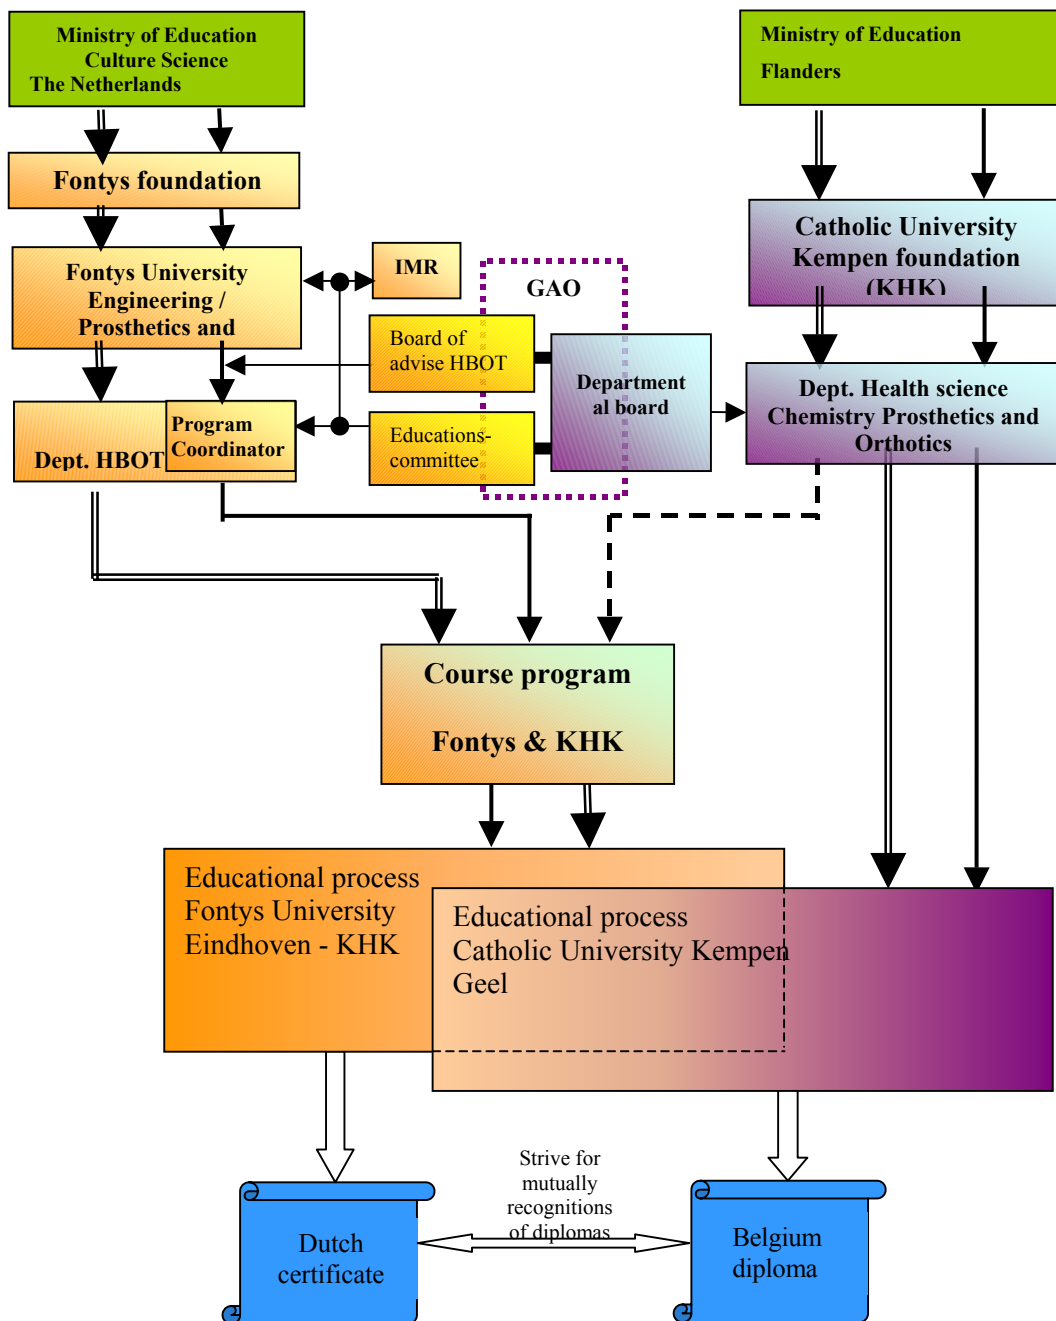 Ministry of Education
Culture Science
The Netherlands
Ministry of Education
Flanders
Fontys foundation
Catholic University
Kempen foundation
(KHK)
Fontys University
Engineering /
Prosthetics and
IMR
GAO
Board of
advise HBOT
Department
al board
Dept. Health science
Chemistry Prosthetics and
Orthotics
Program
Coordinator
Dept. HBOT
Educations-
committee
Course program
Fontys & KHK
Educational process
Fontys University
Eindhoven - KHK
Educational process
Catholic University Kempen
Geel
Strive for
mutually
recognitions
of diplomas
Dutch
certificate
Belgium
diploma